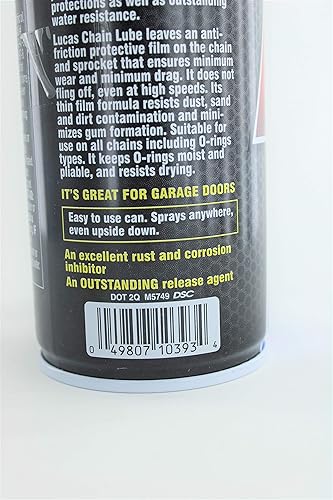 protections as well as outstanding
water resistance.
Lucas Chain Lube leaves an anti-
friction protective film on the chain
and sprocket that ensures minimum
wear and minimum drag. It does not
fling off, even at high speeds. Its
thin film formula resists dust, sand
and dirt contamination and mini-
mizes gum formation. Suitable for
use on all chains including O-rings
types. It keeps O-rings moist and
pliable, and resists drying.
IT'S GREAT FOR GARAGE DOORS
Easy to use can. Sprays anywhere,
even upside down.
An excellent rust and corrosion
inhibitor
An OUTSTANDING release agent
DOT 2Q M5749 DSC
0 49807 10393 4